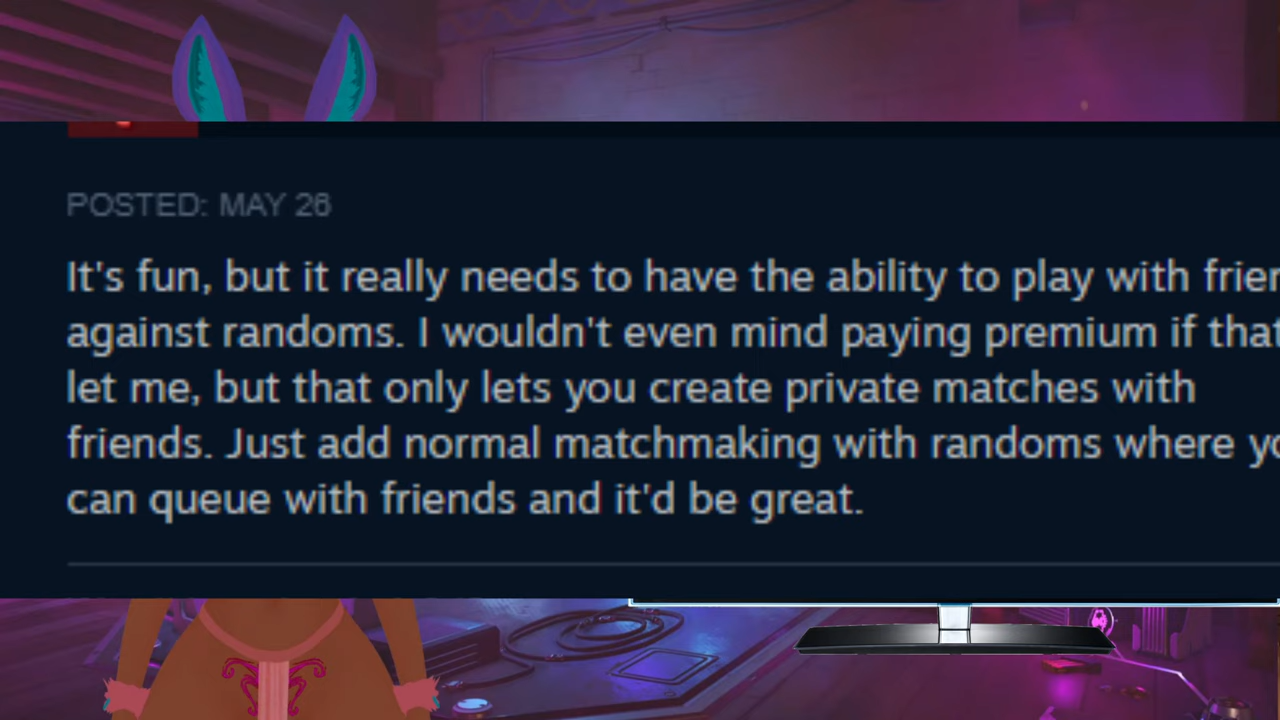 POSTED: MAY 26
It's fun, but it really needs to have the ability to play with frien
against randoms. I wouldn't even mind paying premium if that
let me, but that only lets you create private matches with
friends. Just add normal matchmaking with randoms where yo
can queue with friends and it'd be great.